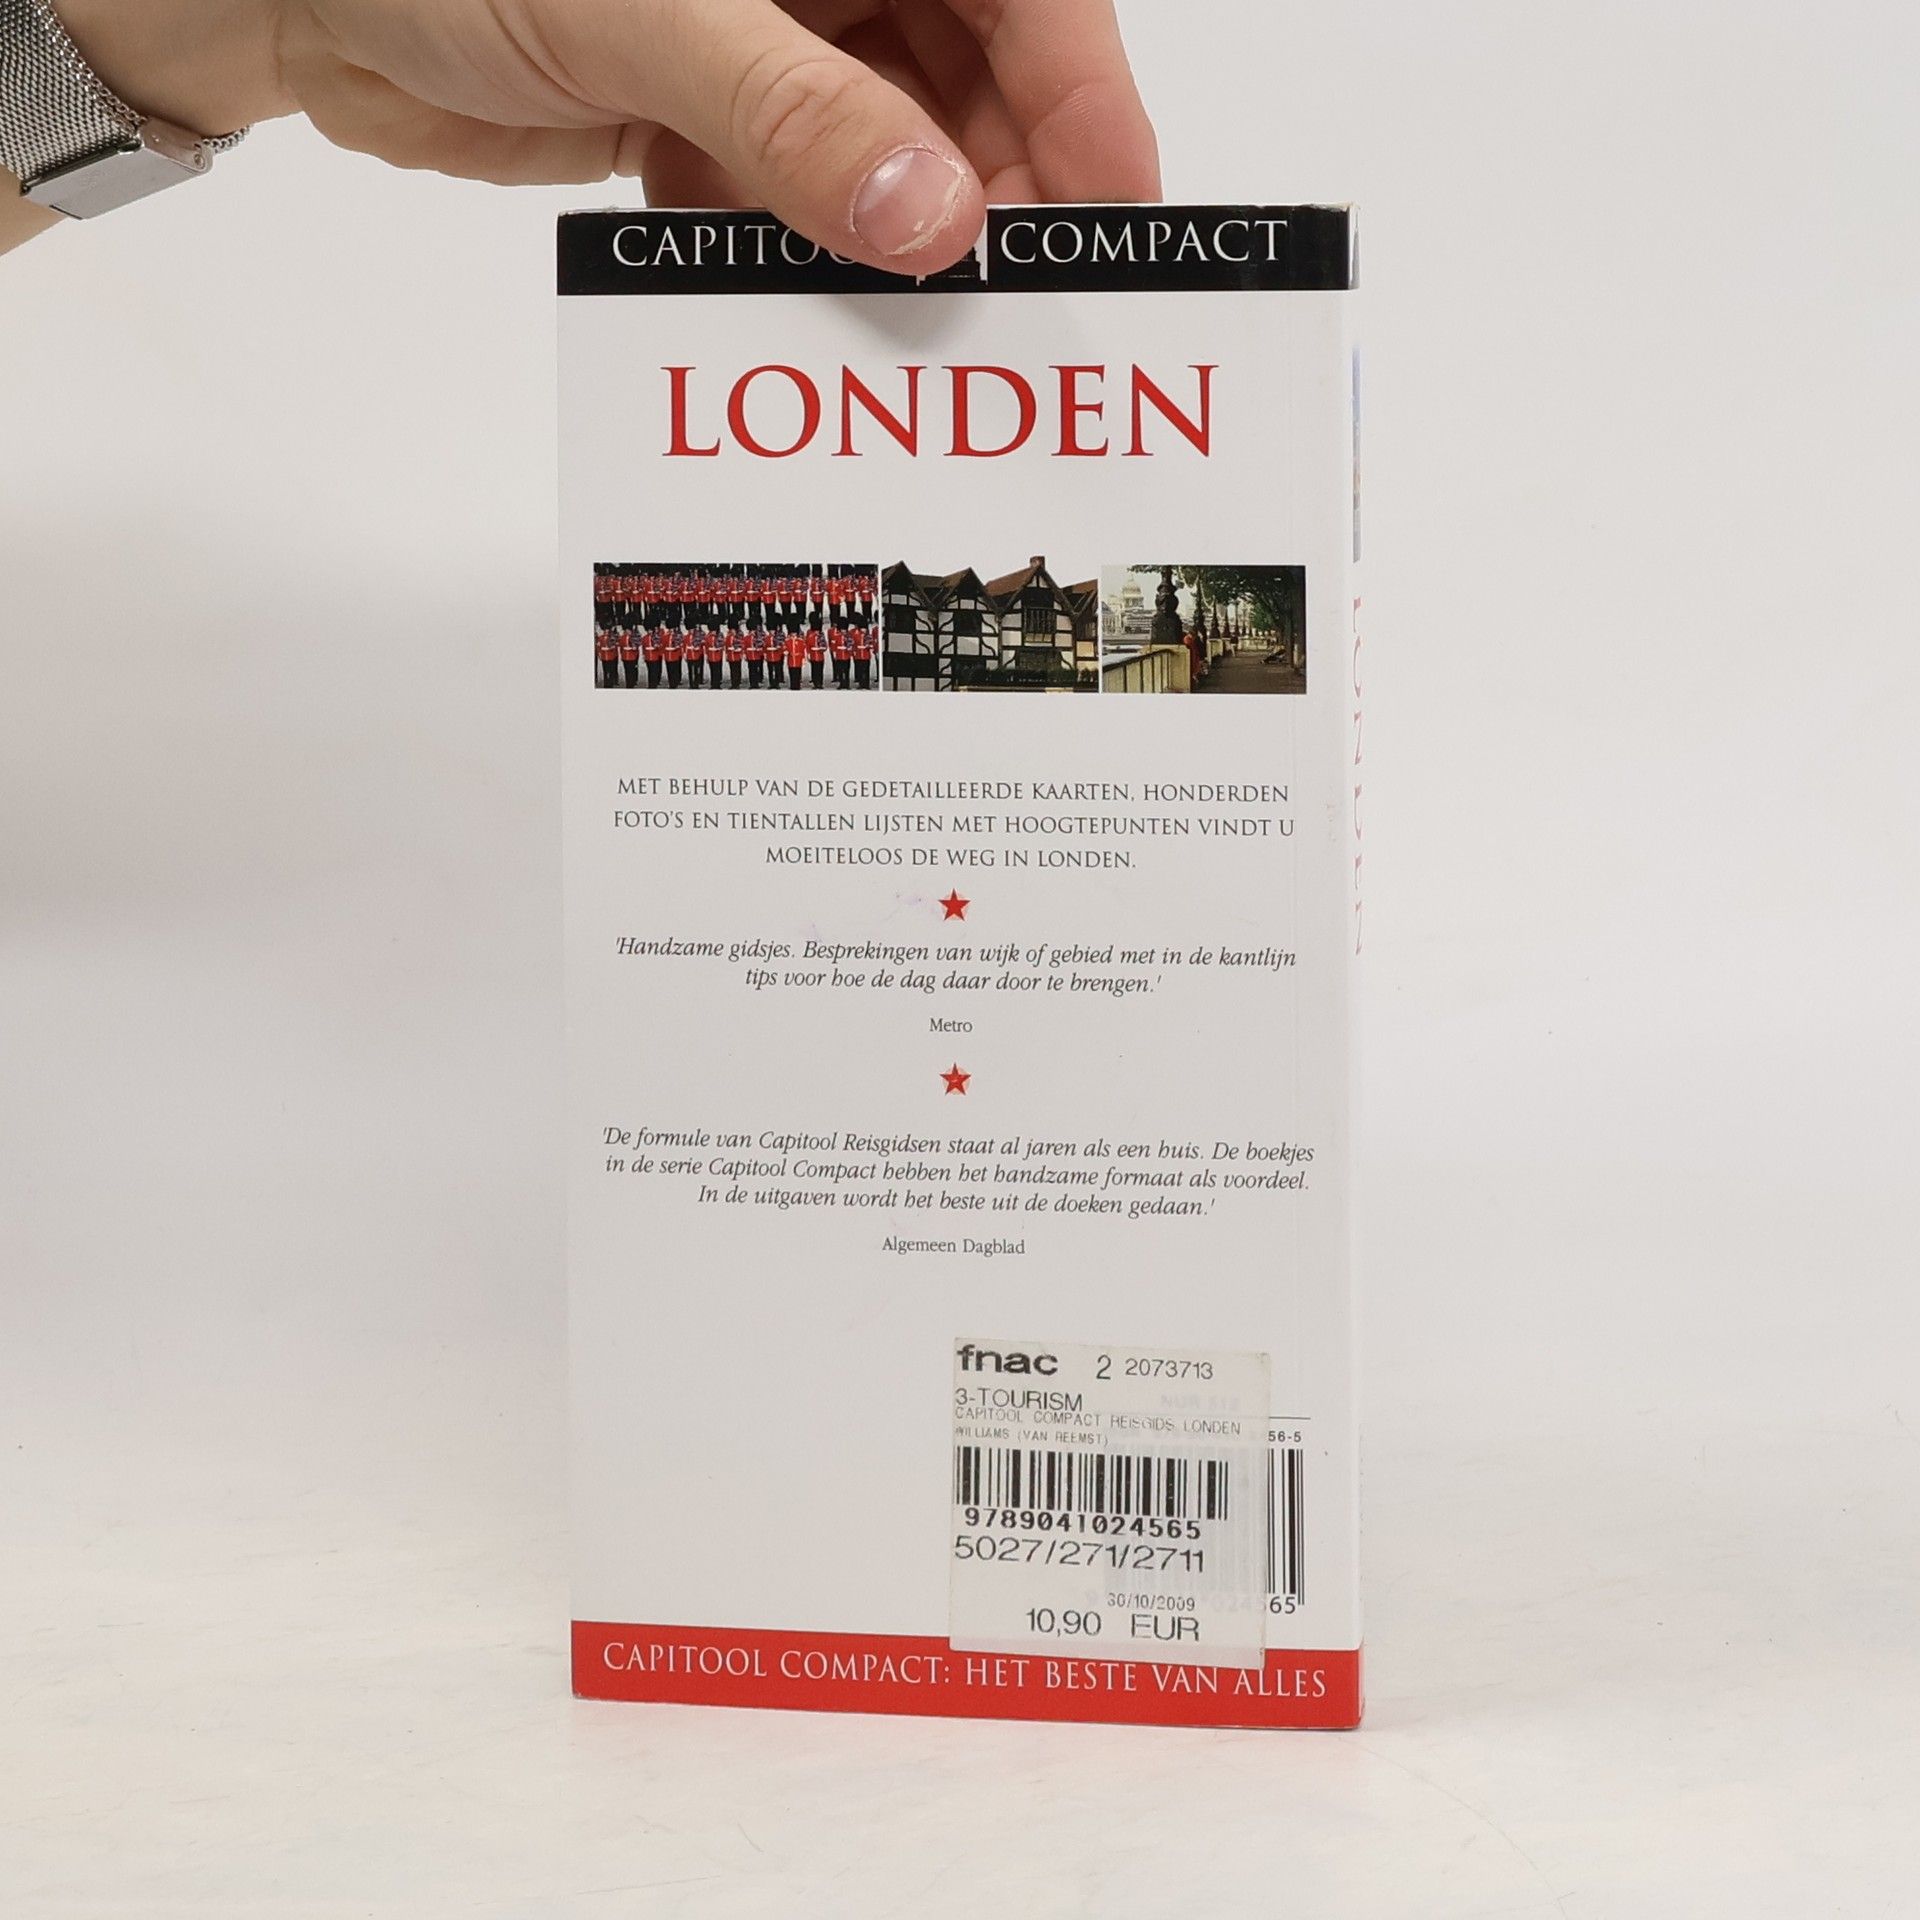 CAPITO COMPACT
LONDEN
MET BEHULP VAN DE GEDETAILLEERDE KAARTEN, HONDERDEN
FOTO'S EN TIENTALLEN LIJSTEN MET HOOGTEPUNTEN VINDT U
MOEITELOOS DE WEG IN LONDEN.
'Handzame gidsjes. Besprekingen van wijk of gebied met in de kantlijn
tips voor hoe de dag daar door te brengen.'
Metro
'De formule van Capitool Reisgidsen staat al jaren als een huis. De boekjes
in de serie Capitool Compact hebben het handzame formaat als voordeel.
In de uitgaven wordt het beste uit de doeken gedaan.'
Algemeen Dagblad
fnac 2 2073713
3-TOURISM
CAPITOOL COMPACT REISGIDS LONDEN
WILLIAMS (VAN REEMST)
56-5
9789041024565
5027/271/2711
30/10/2009
65
10,90 EUR
CAPITOOL COMPACT: HET BESTE VAN ALLES
LONDEN